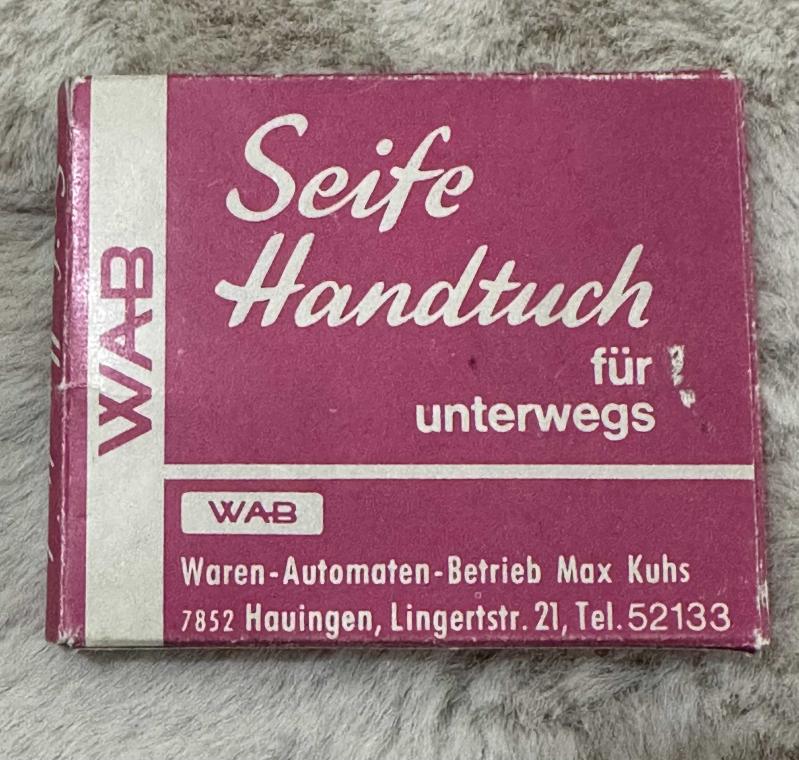 WAB
Seife
Handtuch
für
unterwegs
WAB
Waren-Automaten-Betrieb Max Kuhs
7852 Hauingen, Lingertstr. 21, Tel. 52133